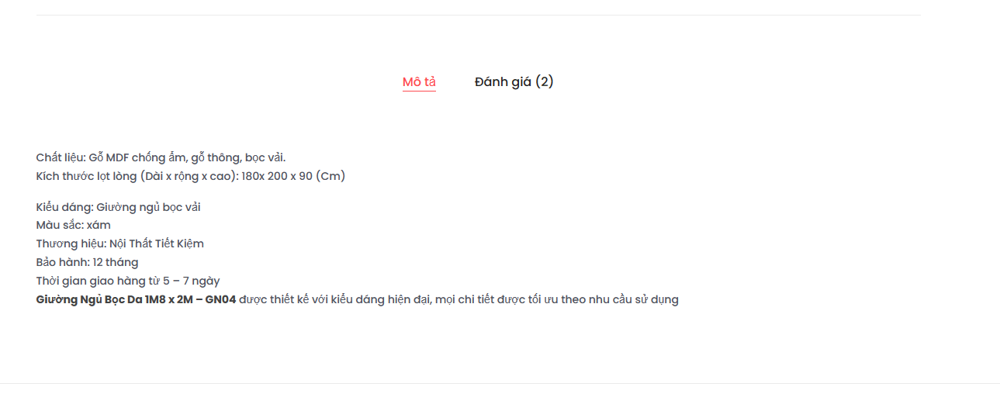 Mô tả
Đánh giá (2)
Chất liệu: Gỗ MDF chống ẩm, gỗ thông, bọc vải.
Kích thước lọt lòng (Dài x rộng x cao): 180x 200 x 90 (Cm)
Kiểu dáng: Giường ngủ bọc vải
Màu sắc: xám
Thương hiệu: Nội Thất Tiết Kiệm
Bảo hành: 12 tháng
Thời gian giao hàng từ 5 – 7 ngày
Giường Ngủ Bọc Da 1M8 x 2M – GN04 được thiết kế với kiểu dáng hiện đại, mọi chi tiết được tối ưu theo nhu cầu sử dụng